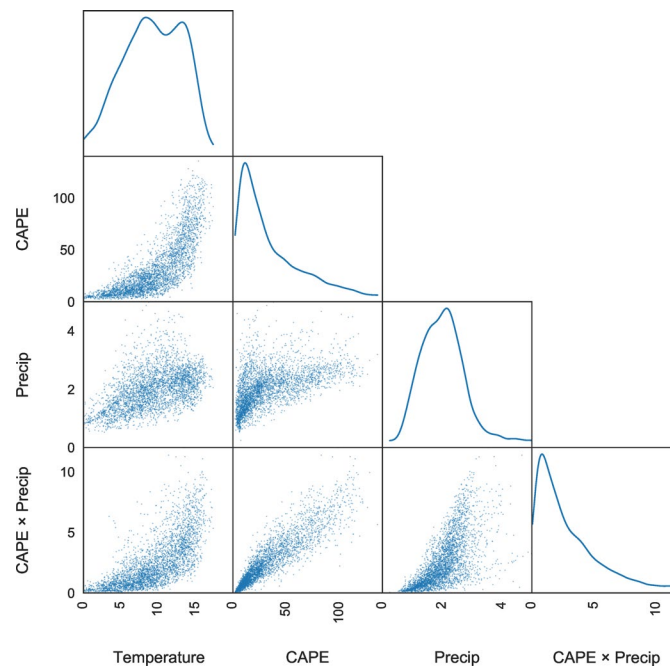 CAPE
100
50
0
Precip
4
2
0
CAPE × Precip
10
5
0
0 5 10 15 0 50 100 0 2 4 0 5 10
Temperature CAPE Precip CAPE × Precip